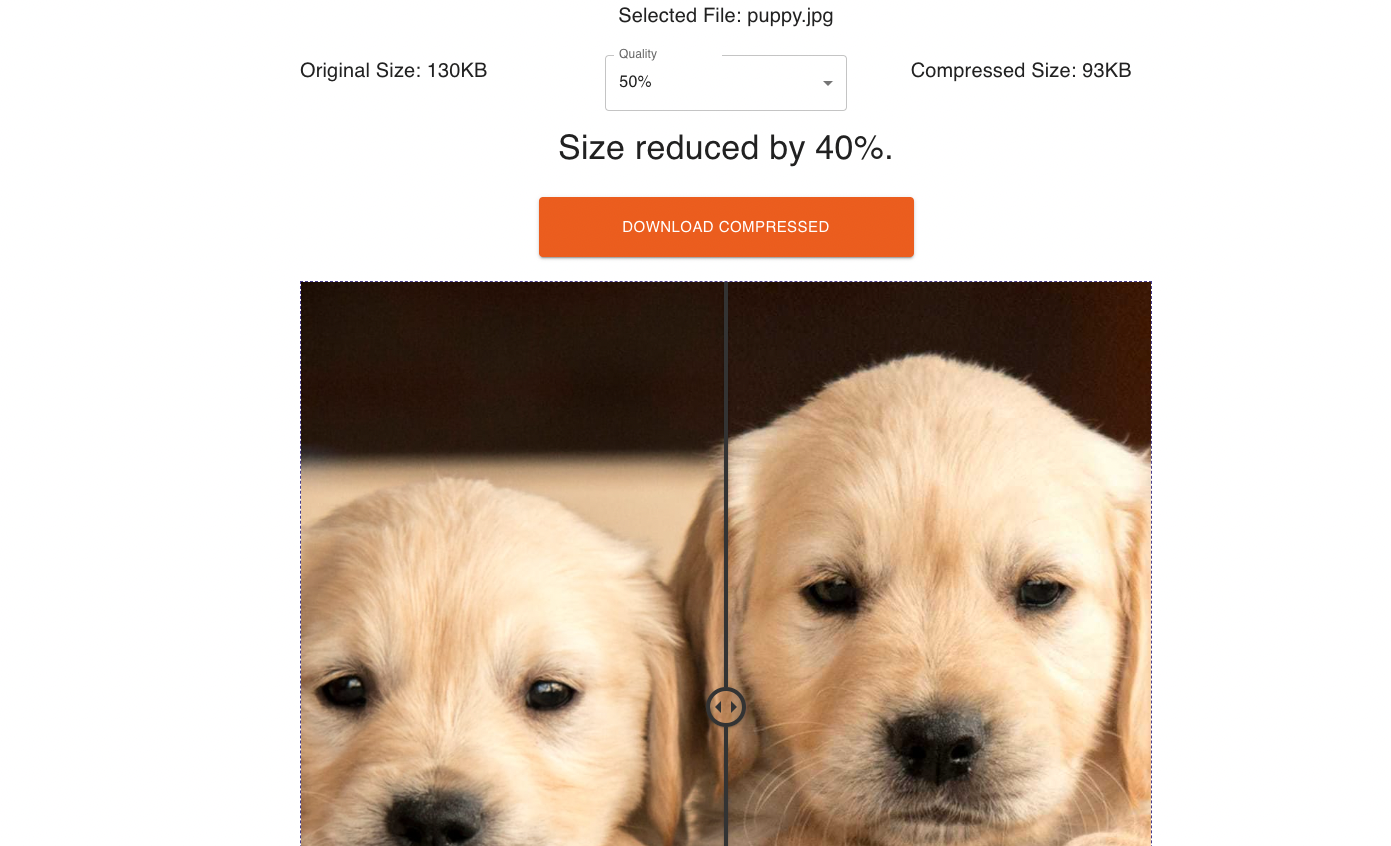 Selected File: puppy.jpg
Original Size: 130KB
Quality
50%
Compressed Size: 93KB
Size reduced by 40%.
DOWNLOAD COMPRESSED